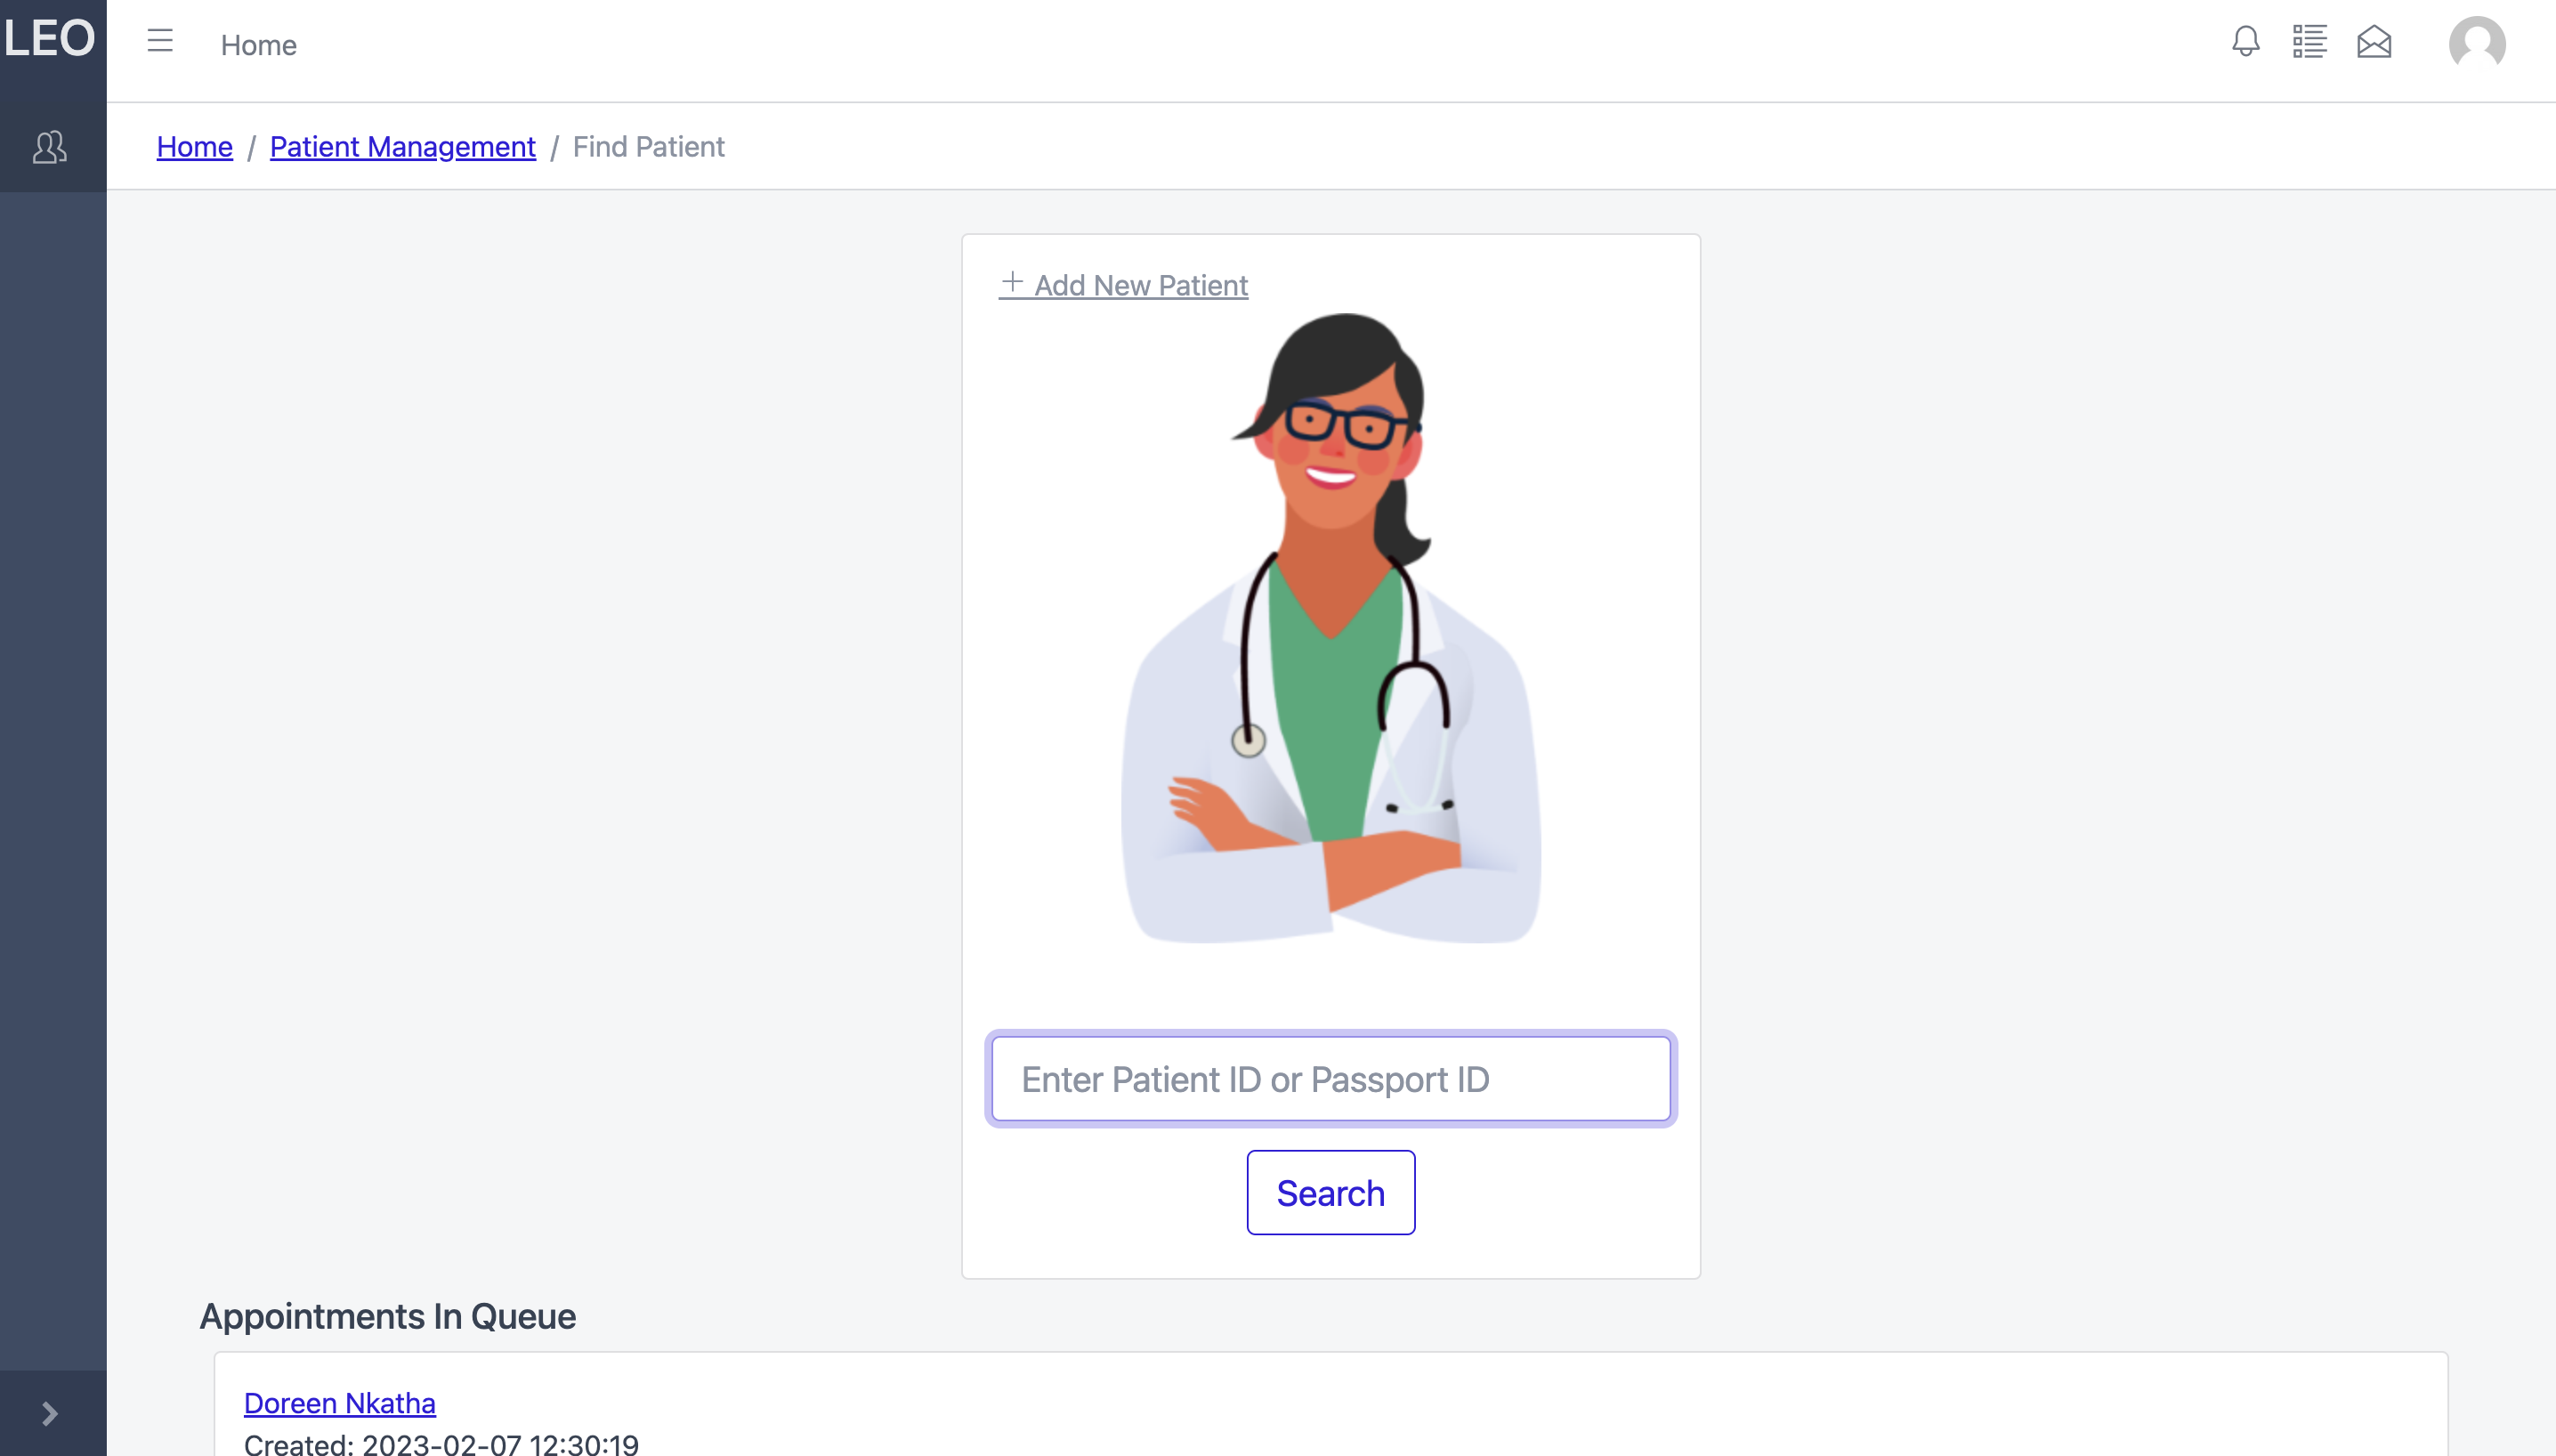 LEO
Home
Home / Patient Management / Find Patient
+ Add New Patient
Enter Patient ID or Passport ID
Search
Appointments In Queue
Doreen Nkatha
Created: 2023-02-07 12:30:19